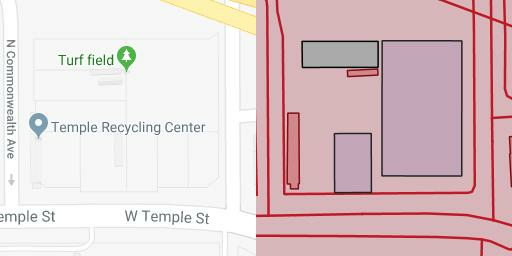 N Commonwealth Ave
Turf field
Temple Recycling Center
emple St
W Temple St